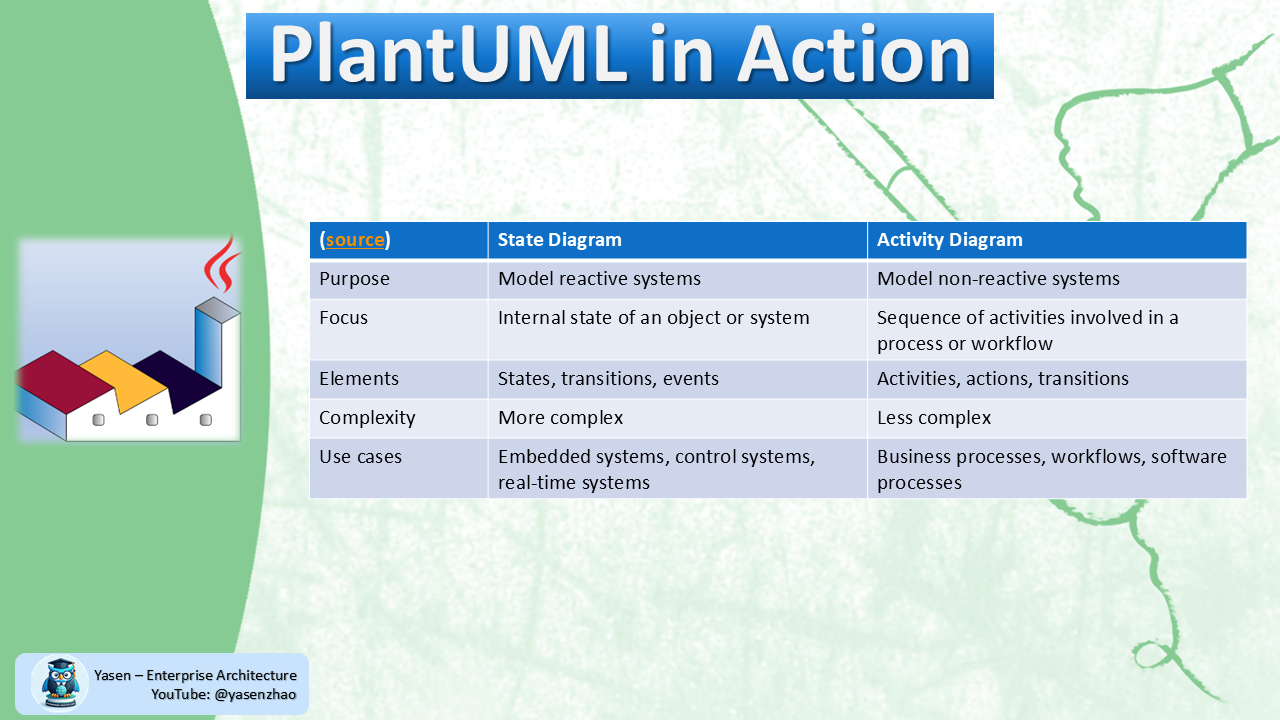 PlantUML in Action
(source) State Diagram Activity Diagram
Purpose Model reactive systems Model non-reactive systems
Focus Internal state of an object or system Sequence of activities involved in a
process or workflow
Elements States, transitions, events Activities, actions, transitions
Complexity More complex Less complex
Use cases Embedded systems, control systems,
real-time systems
Business processes, workflows, software
processes
Yasen – Enterprise Architecture
YouTube: @yasenzhao